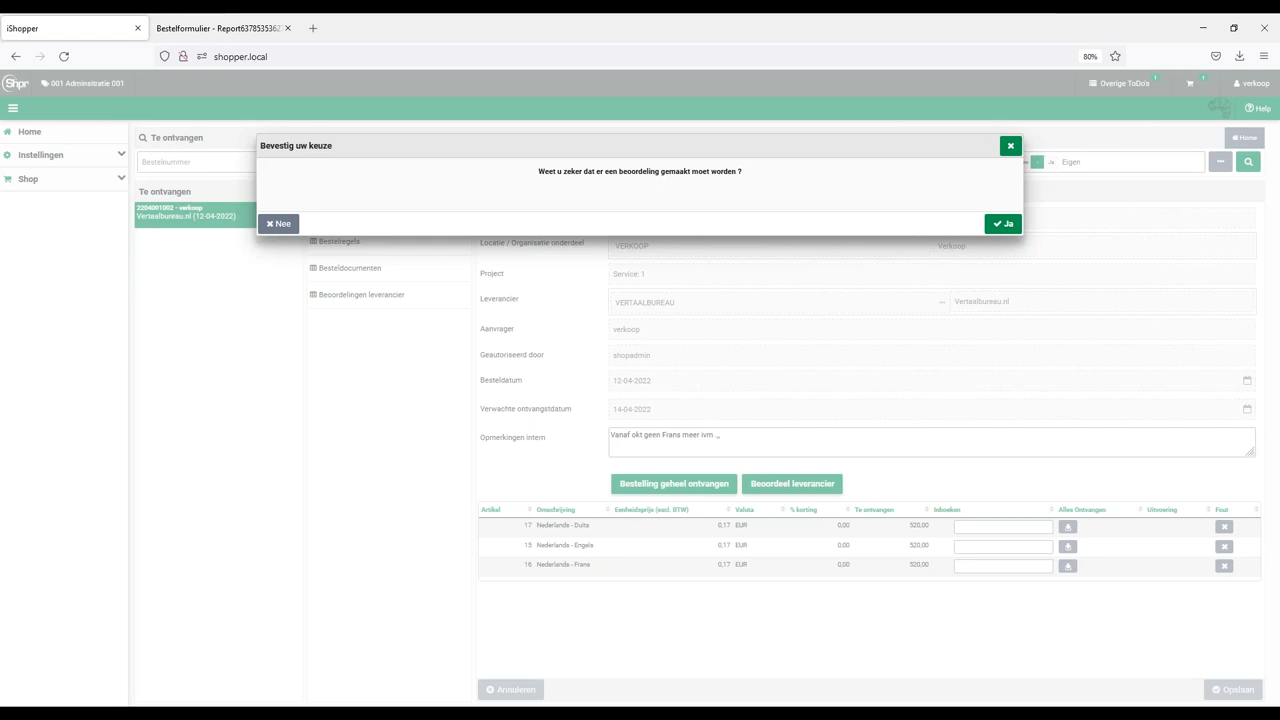 iShopper
Bestelformulier - Report6378535362
shopper.local
80%
Shpr
001 Adminsitratie 001
Overige ToDo's
1
1
verkoop
Help
Home
Instellingen
Shop
Te ontvangen
Home
Bestelnummer
Ja
Eigen
Te ontvangen
2204001002 - verkoop
Vertaalbureau.nl (12-04-2022)
Bevestig uw keuze
Weet u zeker dat er een beoordeling gemaakt moet worden ?
Nee
Ja
Bestelregels
Besteldocumenten
Beoordelingen leverancier
Locatie / Organisatie onderdeel
VERKOOP
Verkoop
Project
Service: 1
Leverancier
VERTAALBUREAU
Vertaalbureau.nl
Aanvrager
verkoop
Geautoriseerd door
shopadmin
Besteldatum
12-04-2022
Verwachte ontvangstdatum
14-04-2022
Opmerkingen intern
Vanaf okt geen Frans meer ivm ,,
Bestelling geheel ontvangen
Beoordeel leverancier
Artikel Omschrijving Eenheidsprijs (excl. BTW) Valuta % korting Te ontvangen Inboeken Alles Ontvangen Uitvoering Fout
17 Nederlands - Duits 0,17 EUR 0,00 520,00
15 Nederlands - Engels 0,17 EUR 0,00 520,00
16 Nederlands - Frans 0,17 EUR 0,00 520,00
Annuleren
Opslaan